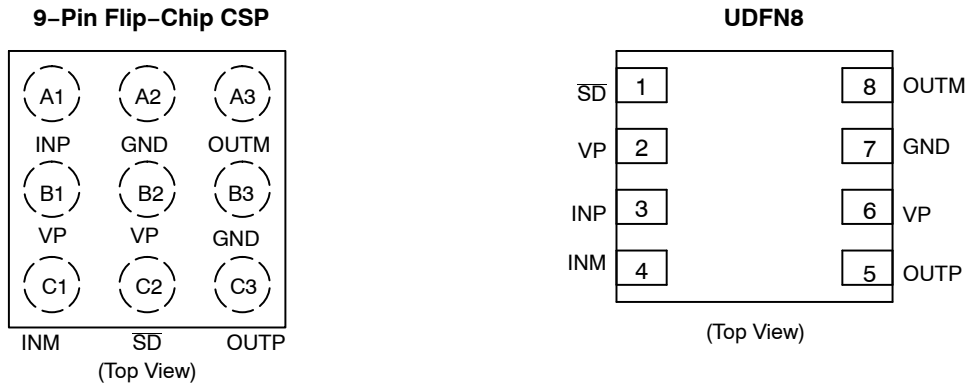 9–Pin Flip–Chip CSP
A1 A2 A3
INP GND OUTM
B1 B2 B3
VP VP GND
C1 C2 C3
INM SD OUTP
(Top View)
UDFN8
SD 1 8 OUTM
VP 2 7 GND
INP 3 6 VP
INM 4 5 OUTP
(Top View)